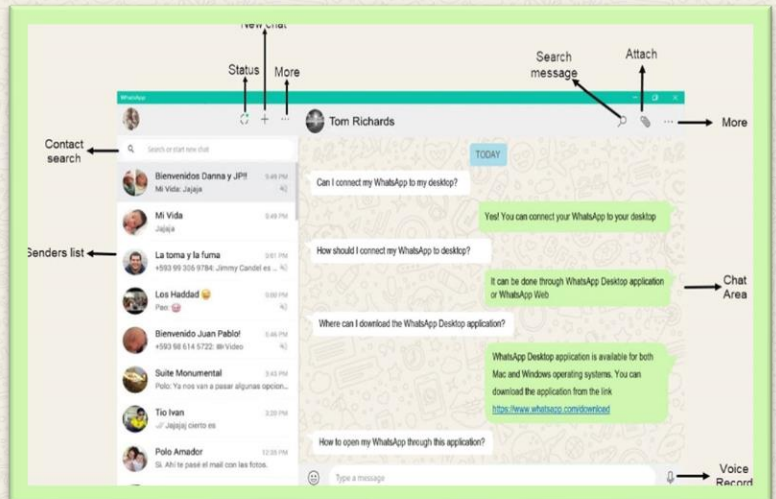 New chat
Status
More
Search
message
Attach
WhatsApp
Tom Richards
More
Contact
search
Search or start new chat
Bienvenidos Danna y JP!! 5:49 PM
Mi Vida: Jajaja
Mi Vida 5:49 PM
Jajaja
Senders list
La toma y la fuma
+593 99 306 9784: Jimmy Candel es ...
Los Haddad 😄
Pao:
Bienvenido Juan Pablo! 5:46 PM
+593 98 614 5722: Video
Suite Monumental 3:43 PM
Polo: Ya nos van a pasar algunas opcion...
Tio Ivan 3:20 PM
Jajajaj cierto es
Polo Amador 12:35 PM
Si. Ahi te pasé el mail con las fotos.
TODAY
Can I connect my WhatsApp to my desktop?
Yes! You can connect your WhatsApp to your desktop
How should I connect my WhatsApp to desktop?
It can be done through WhatsApp Desktop application
or WhatsApp Web
Chat
Area
Where can I download the WhatsApp Desktop application?
WhatsApp Desktop application is available for both
Mac and Windows operating systems. You can
download the application from the link
https://www.whatsapp.com/download
How to open my WhatsApp through this application?
Type a message
Voice
Record